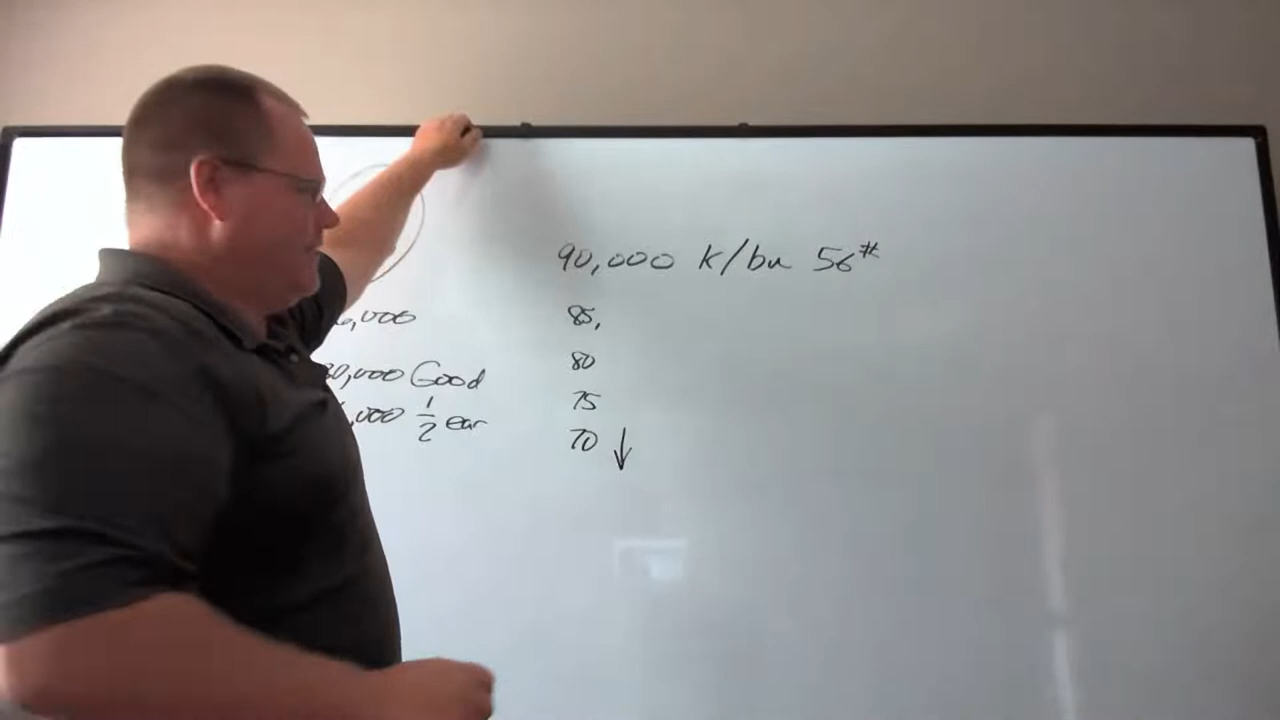 90,000 k/bu 56#
85,
80
75
70 ↓
,000
,000 Good
,000 1/2 ear